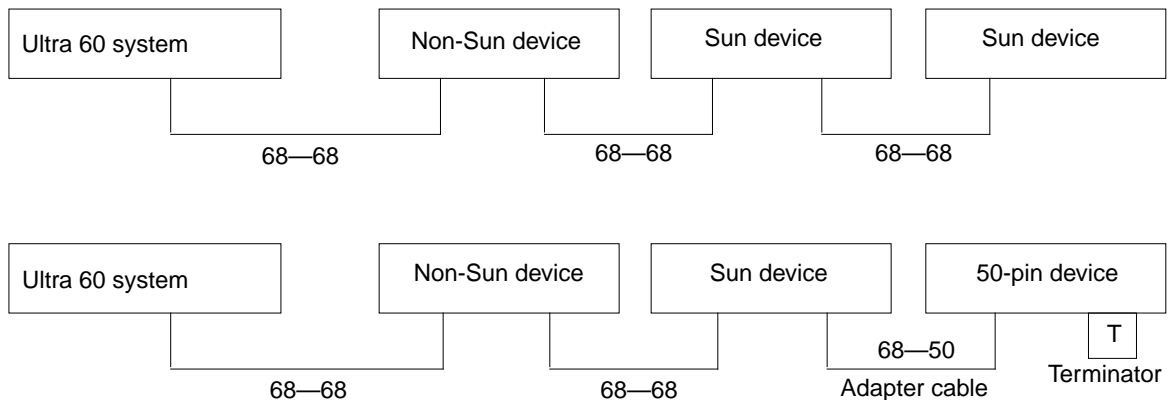 Ultra 60 system
Non-Sun device
Sun device
Sun device
68—68
68—68
68—68
Ultra 60 system
Non-Sun device
Sun device
50-pin device
T
68—50
Terminator
68—68
68—68
Adapter cable